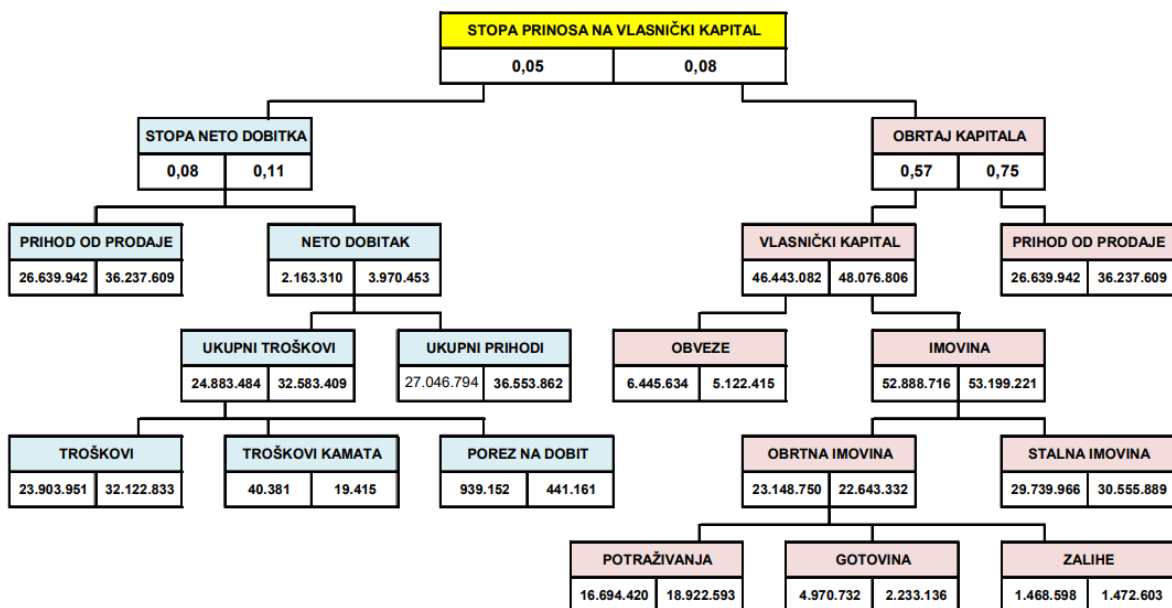 STOPA PRINOSA NA VLASNIČKI KAPITAL
0,05 0,08
STOPA NETO DOBITKA OBRTAJ KAPITALA
0,08 0,11 0,57 0,75
PRIHOD OD PRODAJE NETO DOBITAK VLASNIČKI KAPITAL PRIHOD OD PRODAJE
26.639.942 36.237.609 2.163.310 3.970.453 46.443.082 48.076.806 26.639.942 36.237.609
UKUPNI TROŠKOVI UKUPNI PRIHODI OBVEZE IMOVINA
24.883.484 32.583.409 27.046.794 36.553.862 6.445.634 5.122.415 52.888.716 53.199.221
TROŠKOVI TROŠKOVI KAMATA POREZ NA DOBIT OBRTNA IMOVINA STALNA IMOVINA
23.903.951 32.122.833 40.381 19.415 939.152 441.161 23.148.750 22.643.332 29.739.966 30.555.889
POTRAŽIVANJA GOTOVINA ZALIHE
16.694.420 18.922.593 4.970.732 2.233.136 1.468.598 1.472.603